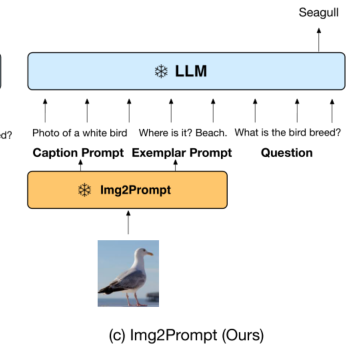 Seagull
LLM
ed?
Photo of a white bird Where is it? Beach. What is the bird breed?
Caption Prompt Exemplar Prompt Question
Img2Prompt
(c) Img2Prompt (Ours)